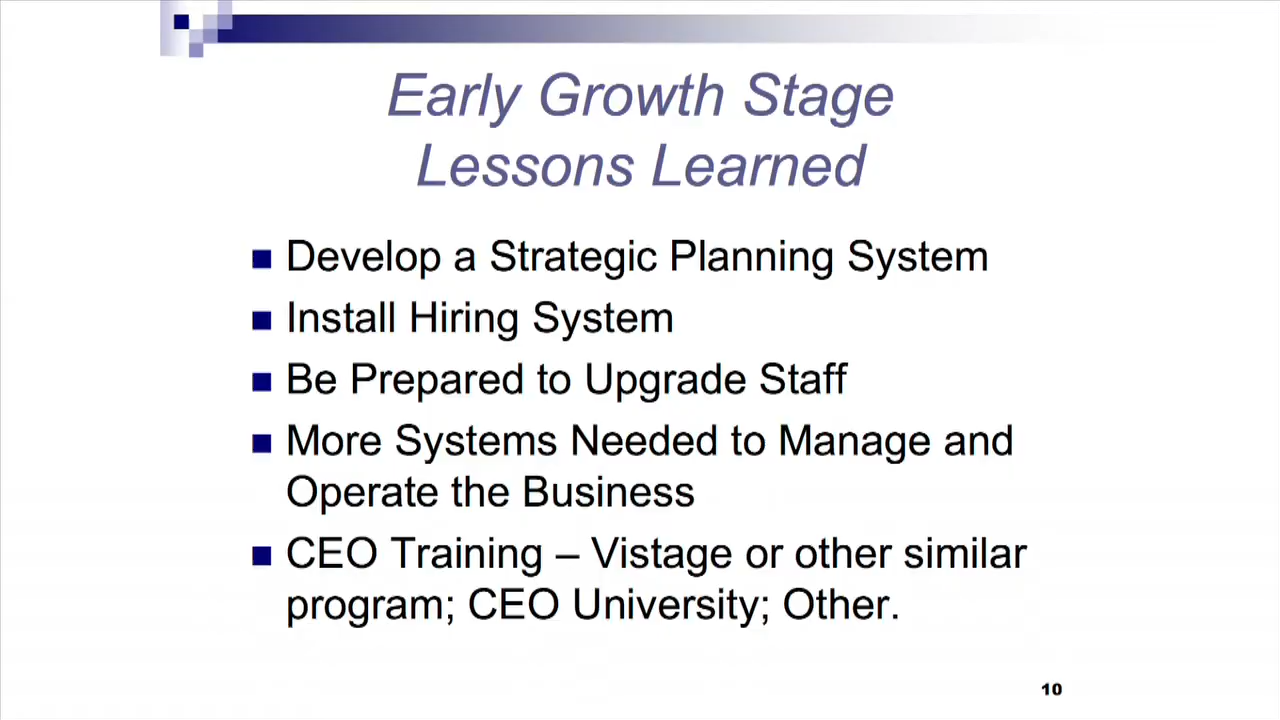 Early Growth Stage
Lessons Learned
Develop a Strategic Planning System
Install Hiring System
Be Prepared to Upgrade Staff
More Systems Needed to Manage and
Operate the Business
CEO Training – Vistage or other similar
program; CEO University; Other.
10